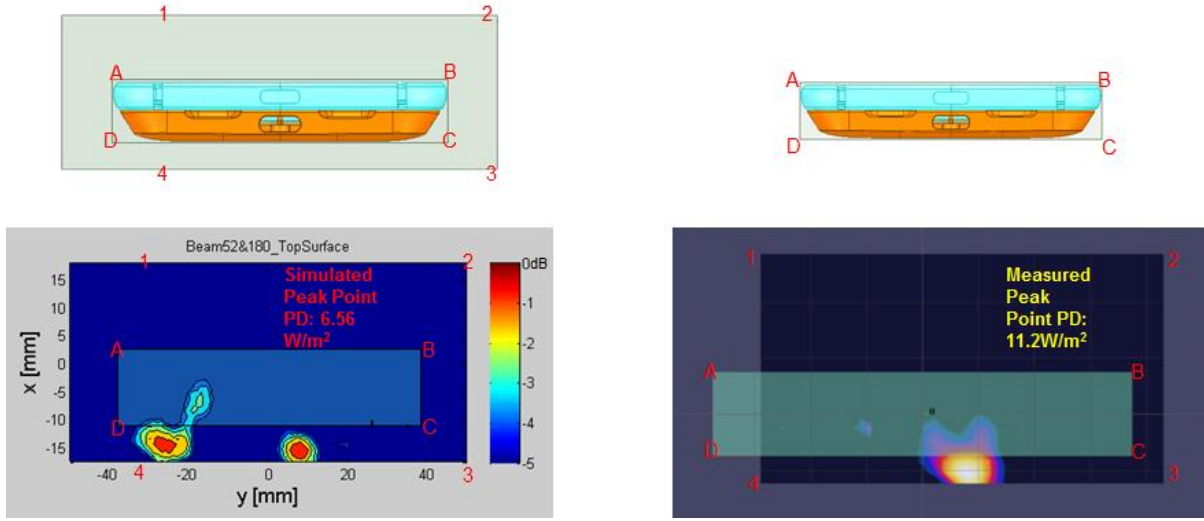 1 2
A B
D C
4 3
A B
D C
Beam52&180_TopSurface
1 2
Simulated
Peak Point
PD: 6.56
W/m²
15
10
5
0
-5
-10
-15
x [mm]
A B
D C
4 3
-40 -20 0 20 40
y [mm]
0dB
-1
-2
-3
-4
-5
1 2
Measured
Peak
Point PD:
11.2W/m²
A B
D C
4 3